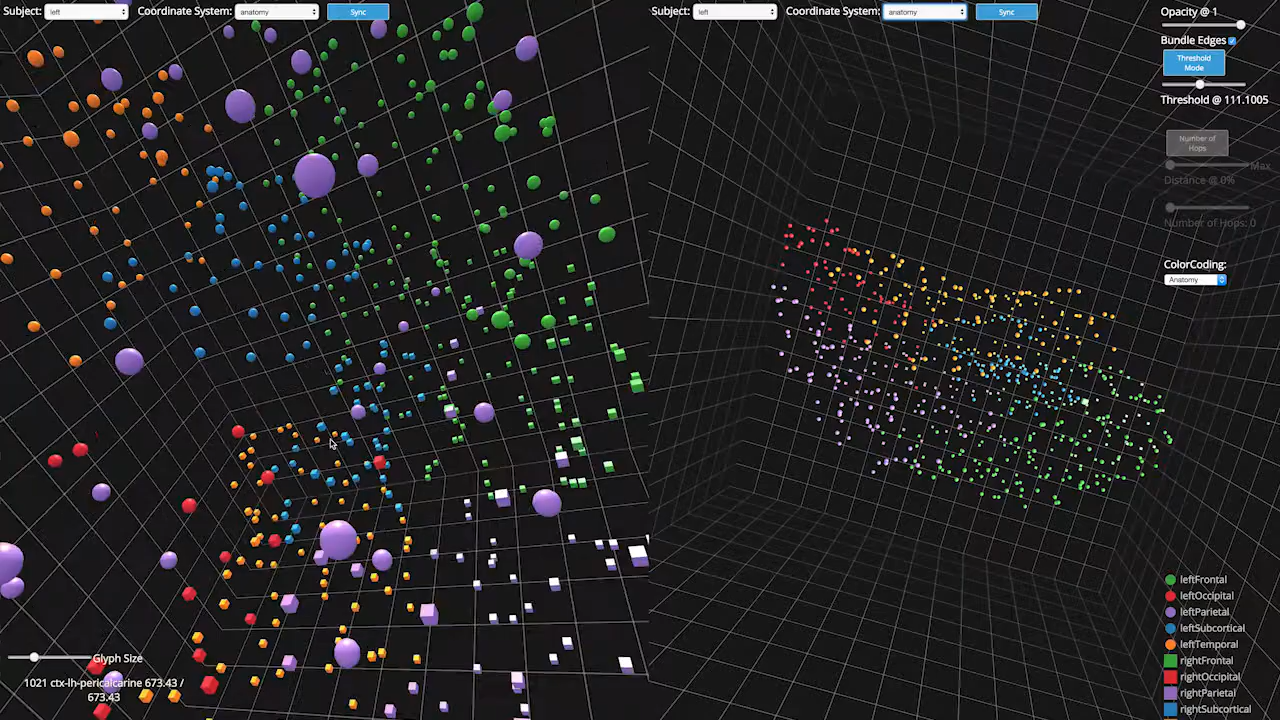 Subject: left Coordinate System: anatomy Sync
Subject: left Coordinate System: anatomy Sync
Opacity @ 1
Bundle Edges
Threshold
Mode
Threshold @ 111.1005
Number of
Hops
Max
Distance @ 0%
Number of Hops: 0
ColorCoding:
Anatomy
leftFrontal
leftOccipital
leftParietal
leftSubcortical
leftTemporal
rightFrontal
rightOccipital
rightParietal
rightSubcortical
Glyph Size
1021 ctx-lh-pericalcarine 673.43 /
673.43